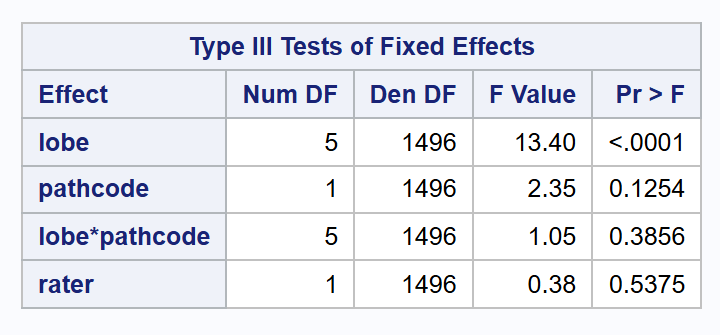 Type III Tests of Fixed Effects
Effect Num DF Den DF F Value Pr > F
lobe 5 1496 13.40 <.0001
pathcode 1 1496 2.35 0.1254
lobe*pathcode 5 1496 1.05 0.3856
rater 1 1496 0.38 0.5375